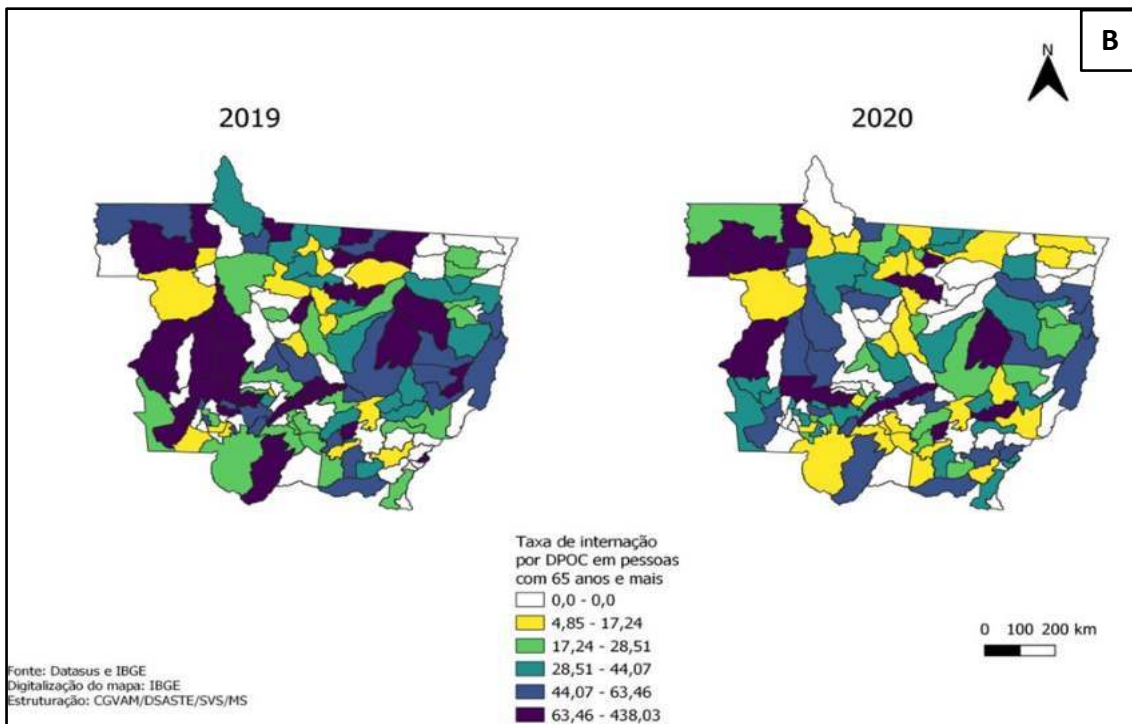 B
N
2019
2020
Taxa de internação
por DPOC em pessoas
com 65 anos e mais
0,0 - 0,0
4,85 - 17,24
17,24 - 28,51
28,51 - 44,07
44,07 - 63,46
63,46 - 438,03
0 100 200 km
Fonte: Datasus e IBGE
Digitalização do mapa: IBGE
Estruturação: CGVAM/DSASTE/SVS/MS